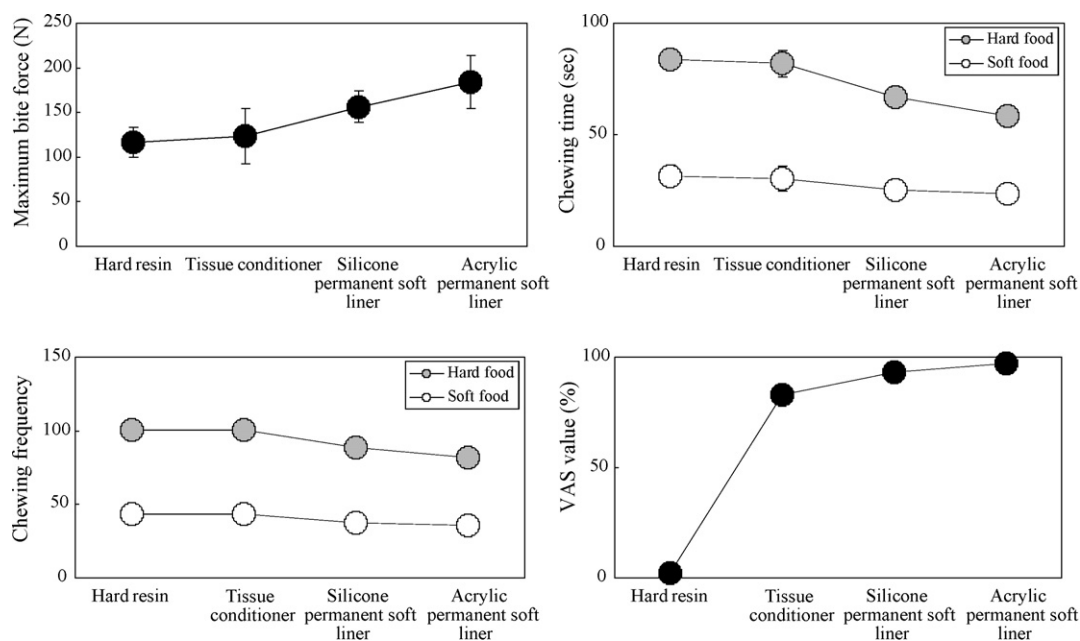 Maximum bite force (N)
250
200
150
100
50
0
Hard resin
Tissue conditioner
Silicone
permanent soft
liner
Acrylic
permanent soft
liner
Chewing time (sec)
100
50
0
Hard food
Soft food
Hard resin
Tissue conditioner
Silicone
permanent soft
liner
Acrylic
permanent soft
liner
Chewing frequency
150
100
50
0
Hard food
Soft food
Hard resin
Tissue
conditioner
Silicone
permanent soft
liner
Acrylic
permanent soft
liner
VAS value (%)
100
50
0
Hard resin
Tissue
conditioner
Silicone
permanent soft
liner
Acrylic
permanent soft
liner